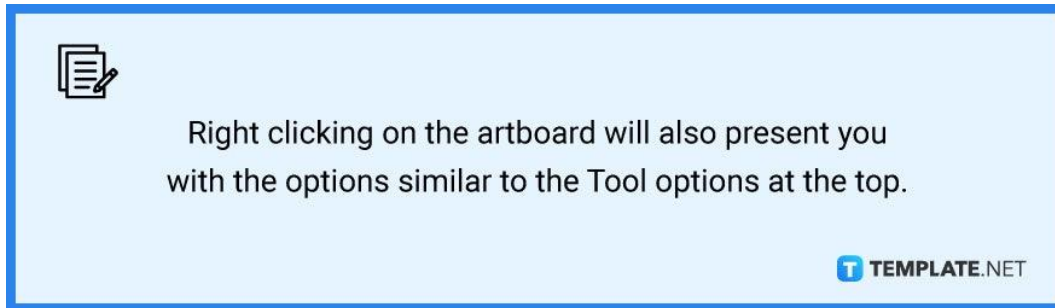 Right clicking on the artboard will also present you
with the options similar to the Tool options at the top.
T TEMPLATE.NET